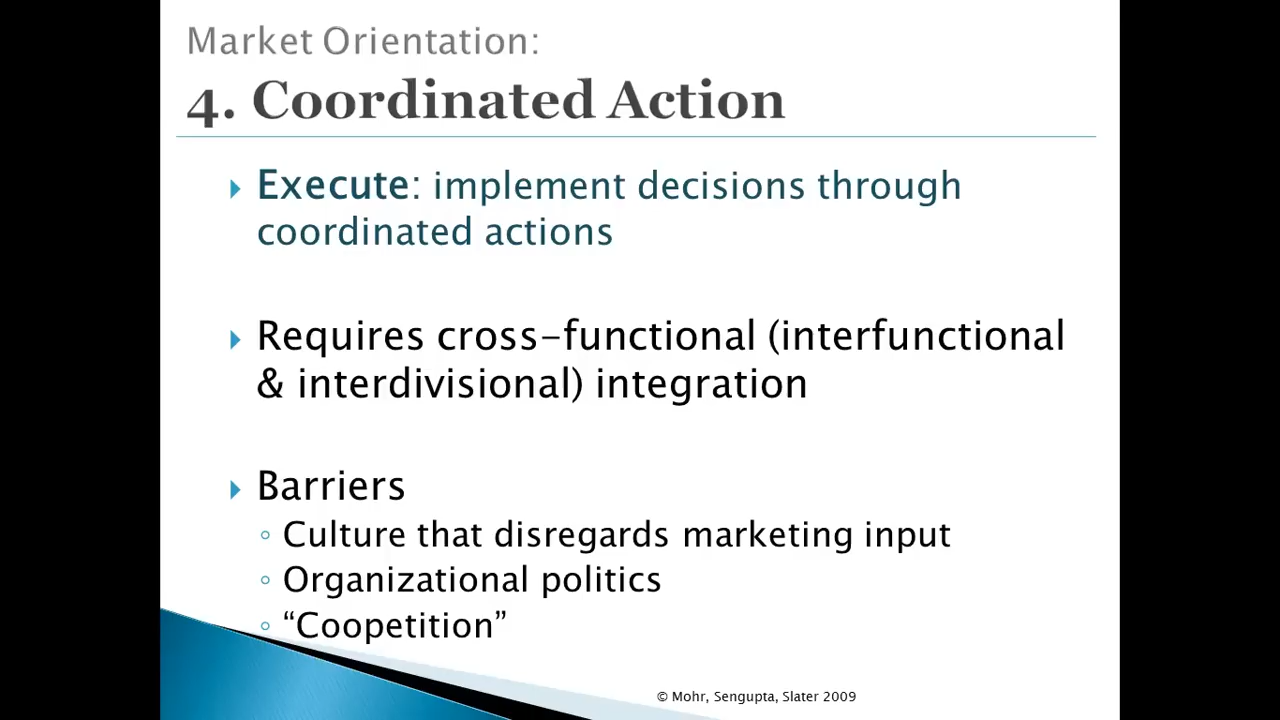 Market Orientation:
4. Coordinated Action
Execute: implement decisions through
coordinated actions
Requires cross-functional (interfunctional
& interdivisional) integration
Barriers
Culture that disregards marketing input
Organizational politics
“Coopetition”
© Mohr, Sengupta, Slater 2009